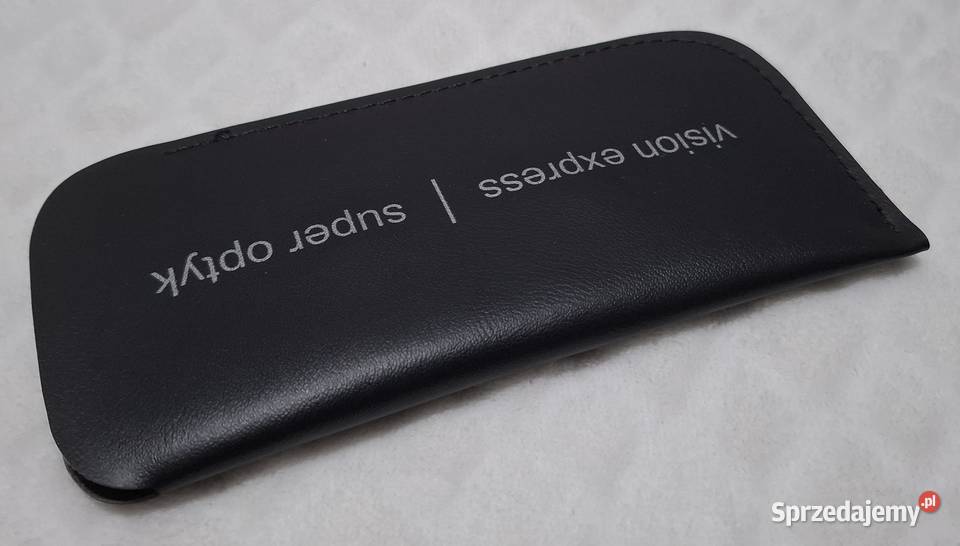 vision express | super optyk
Sprzedajemy.pl